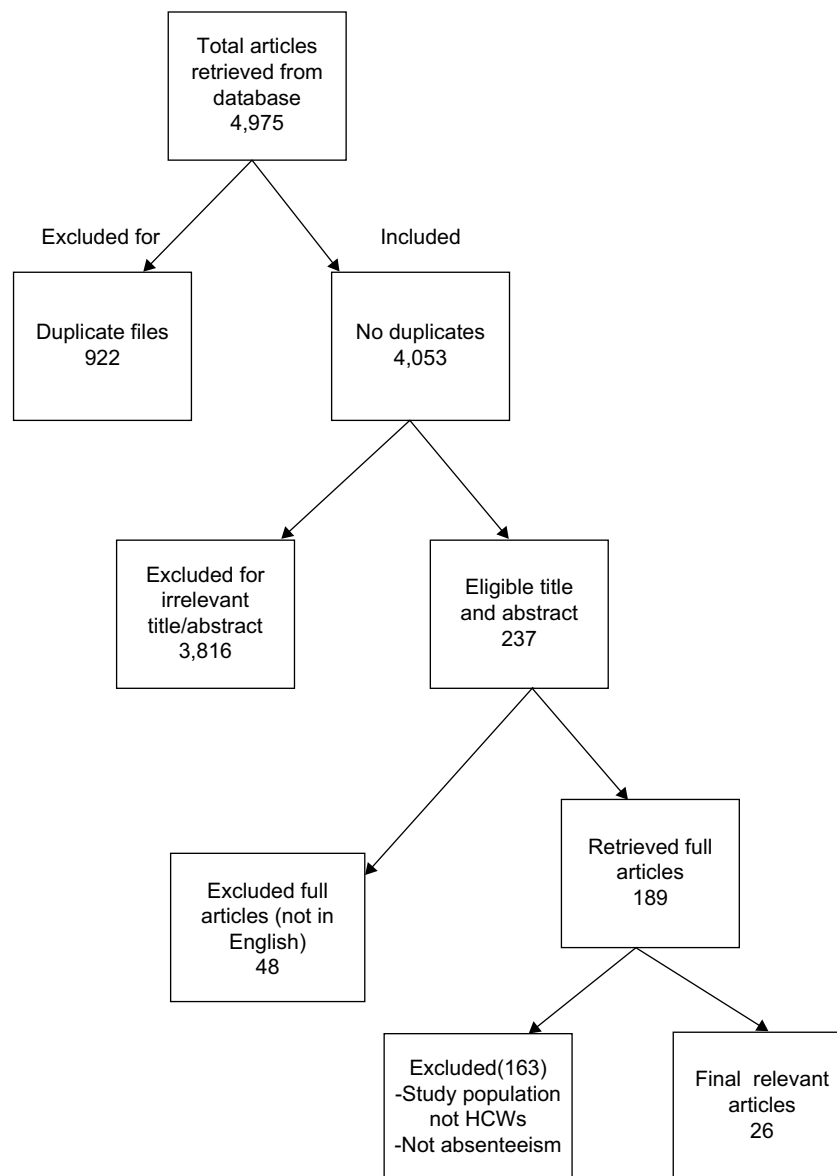 Total articles
retrieved from
database
4,975
Excluded for
Included
Duplicate files
922
No duplicates
4,053
Excluded for
irrelevant
title/abstract
3,816
Eligible title
and abstract
237
Excluded full
articles (not in
English)
48
Retrieved full
articles
189
Excluded(163)
-Study population
not HCWs
-Not absenteeism
Final relevant
articles
26